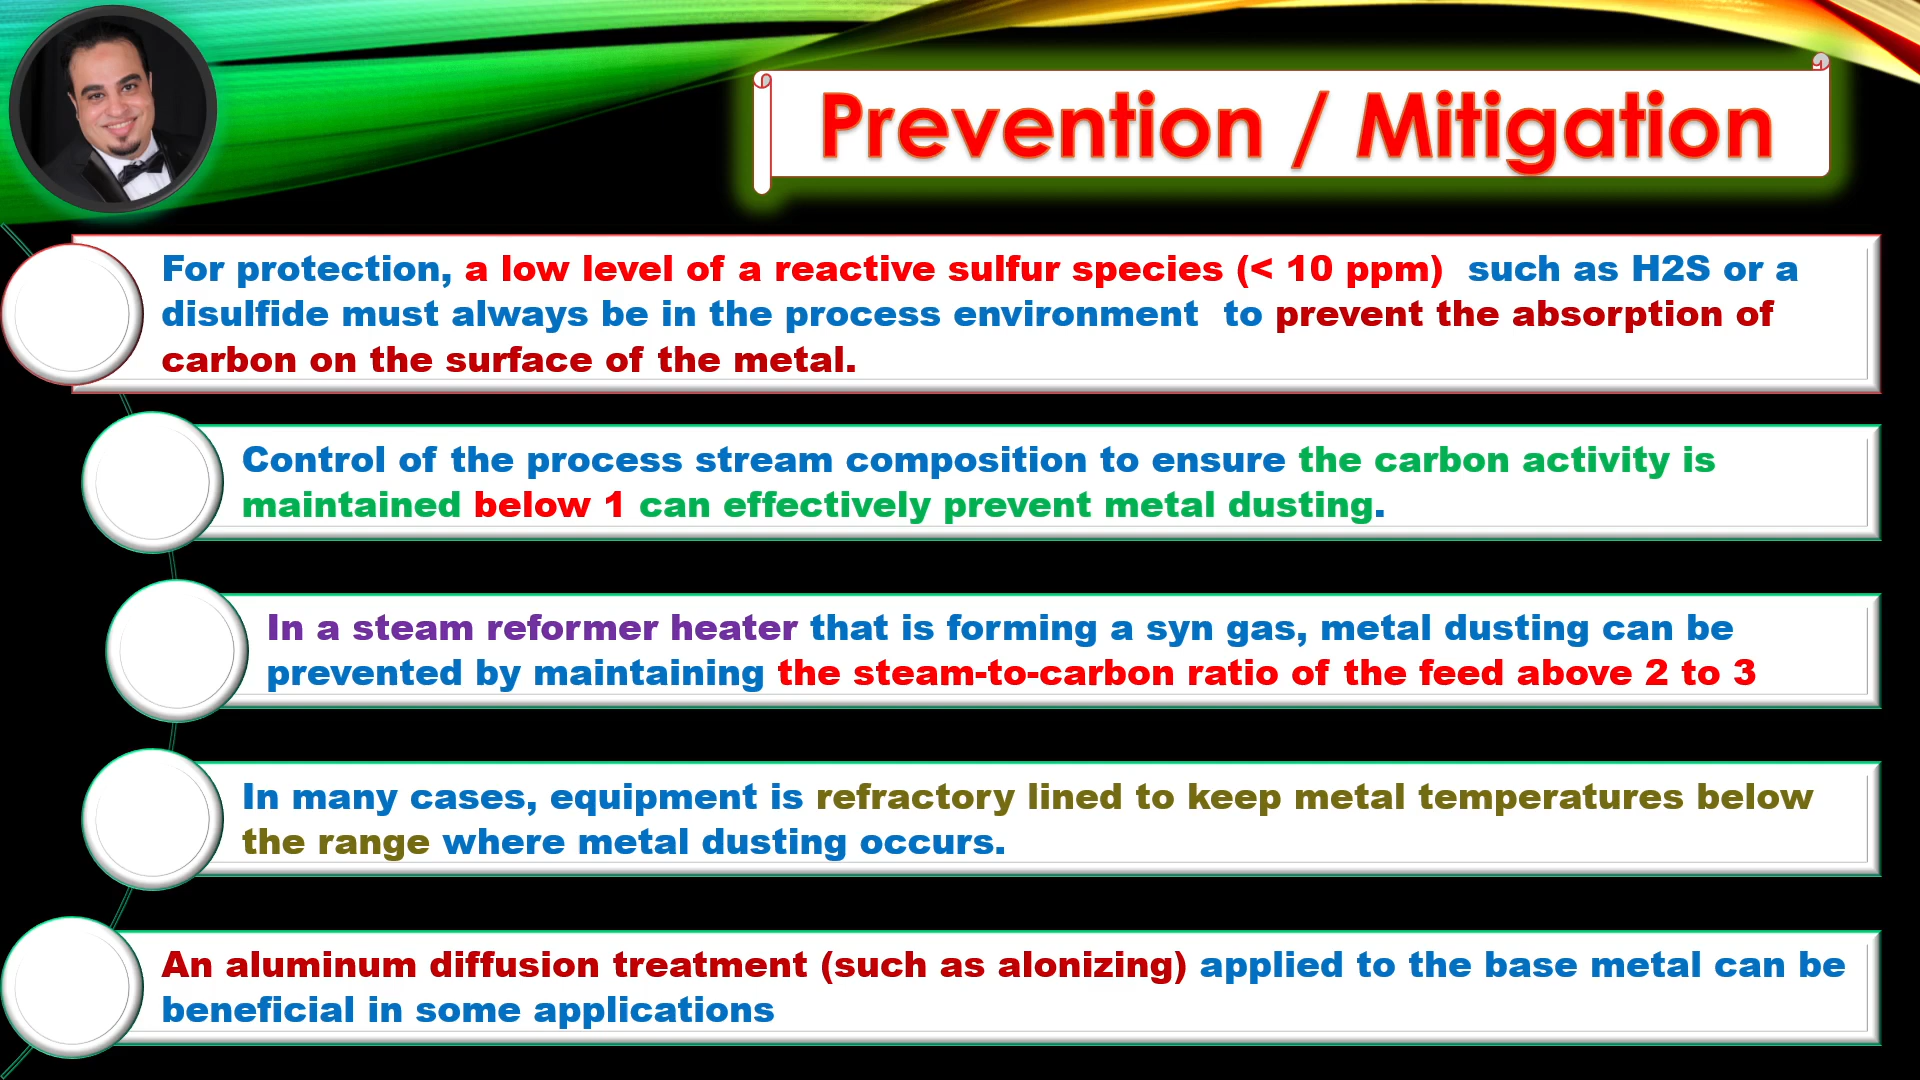 Prevention / Mitigation
For protection, a low level of a reactive sulfur species (< 10 ppm)  such as H2S or a
disulfide must always be in the process environment  to prevent the absorption of
carbon on the surface of the metal.
Control of the process stream composition to ensure the carbon activity is
maintained below 1 can effectively prevent metal dusting.
In a steam reformer heater that is forming a syn gas, metal dusting can be
prevented by maintaining the steam-to-carbon ratio of the feed above 2 to 3
In many cases, equipment is refractory lined to keep metal temperatures below
the range where metal dusting occurs.
An aluminum diffusion treatment (such as alonizing) applied to the base metal can be
beneficial in some applications